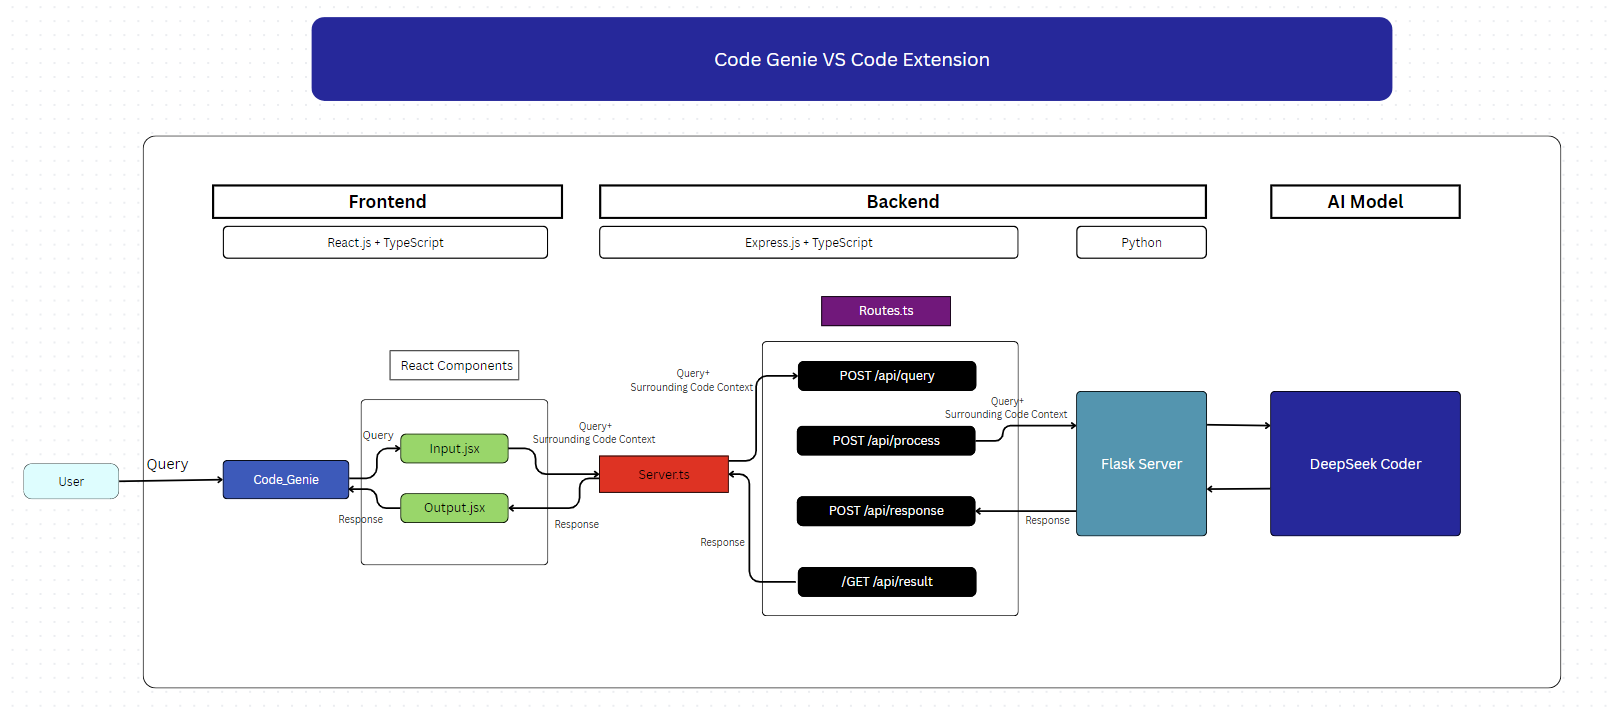 Code Genie VS Code Extension
Frontend
Backend
AI Model
React.js + TypeScript
Express.js + TypeScript
Python
Routes.ts
React Components
Query+
Surrounding Code Context
POST /api/query
Query+
Surrounding Code Context
Query
Query+
Surrounding Code Context
POST /api/process
Input.jsx
Query
User
Code_Genie
Server.ts
Flask Server
DeepSeek Coder
Output.jsx
Response
Response
POST /api/response
Response
Response
/GET /api/result